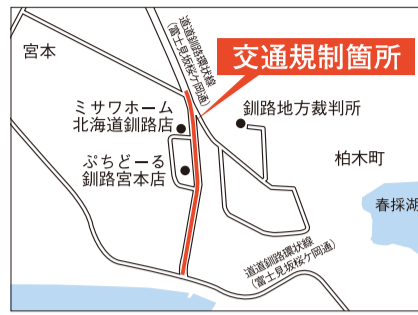 宮本
道道釧路環状線
(富士見坂桜ケ岡通)
交通規制箇所
ミサワホーム
北海道釧路店
釧路地方裁判所
ぷちどーる
釧路宮本店
柏木町
春採湖
道道釧路環状線
(富士見坂桜ケ岡通)